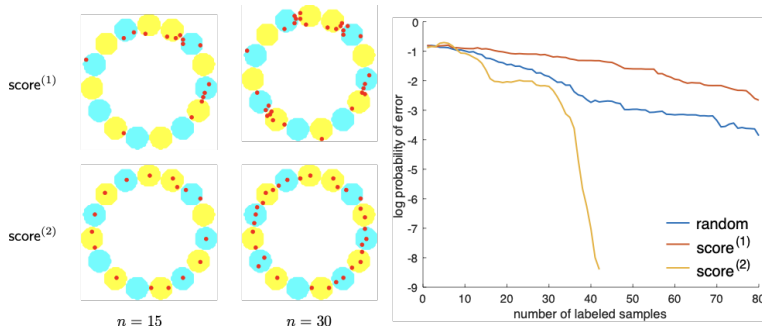 score⁽¹⁾
score⁽²⁾
n = 15
n = 30
log probability of error
0
-1
-2
-3
-4
-5
-6
-7
-8
-9
0 10 20 30 40 50 60 70 80
number of labeled samples
random
score⁽¹⁾
score⁽²⁾